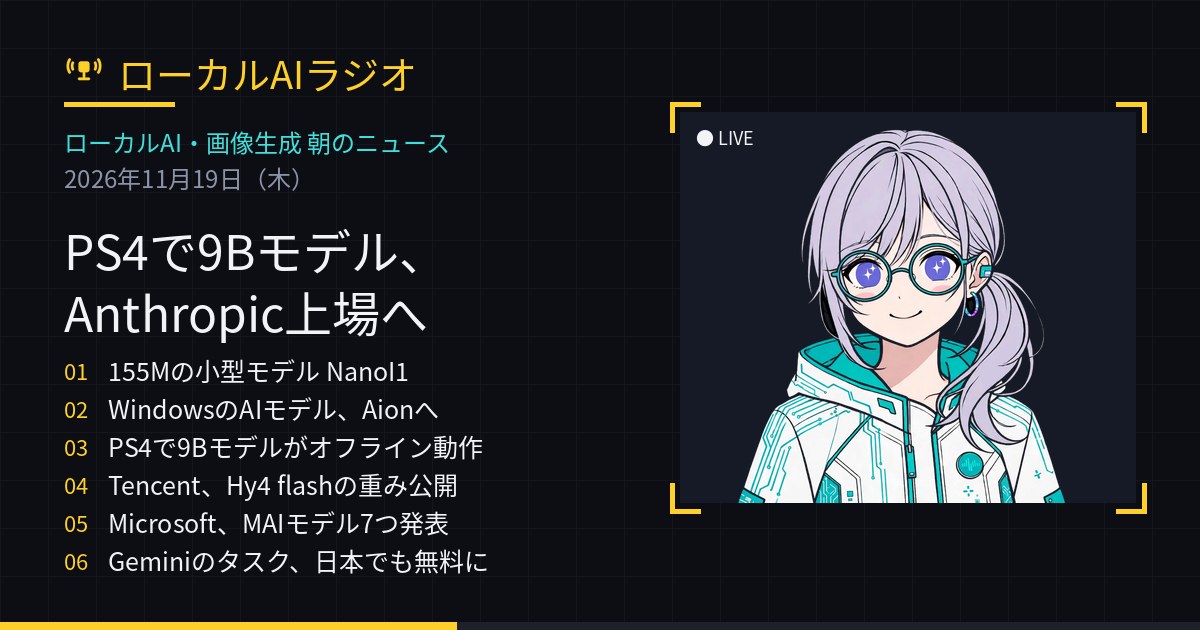 ローカルAIラジオ
ローカルAI・画像生成 朝のニュース
2026年11月19日（木）
PS4で9Bモデル、
Anthropic上場へ
01 155Mの小型モデル NanoI1
02 WindowsのAIモデル、Aionへ
03 PS4で9Bモデルがオフライン動作
04 Tencent、Hy4 flashの重み公開
05 Microsoft、MAIモデル7つ発表
06 Geminiのタスク、日本でも無料に
LIVE